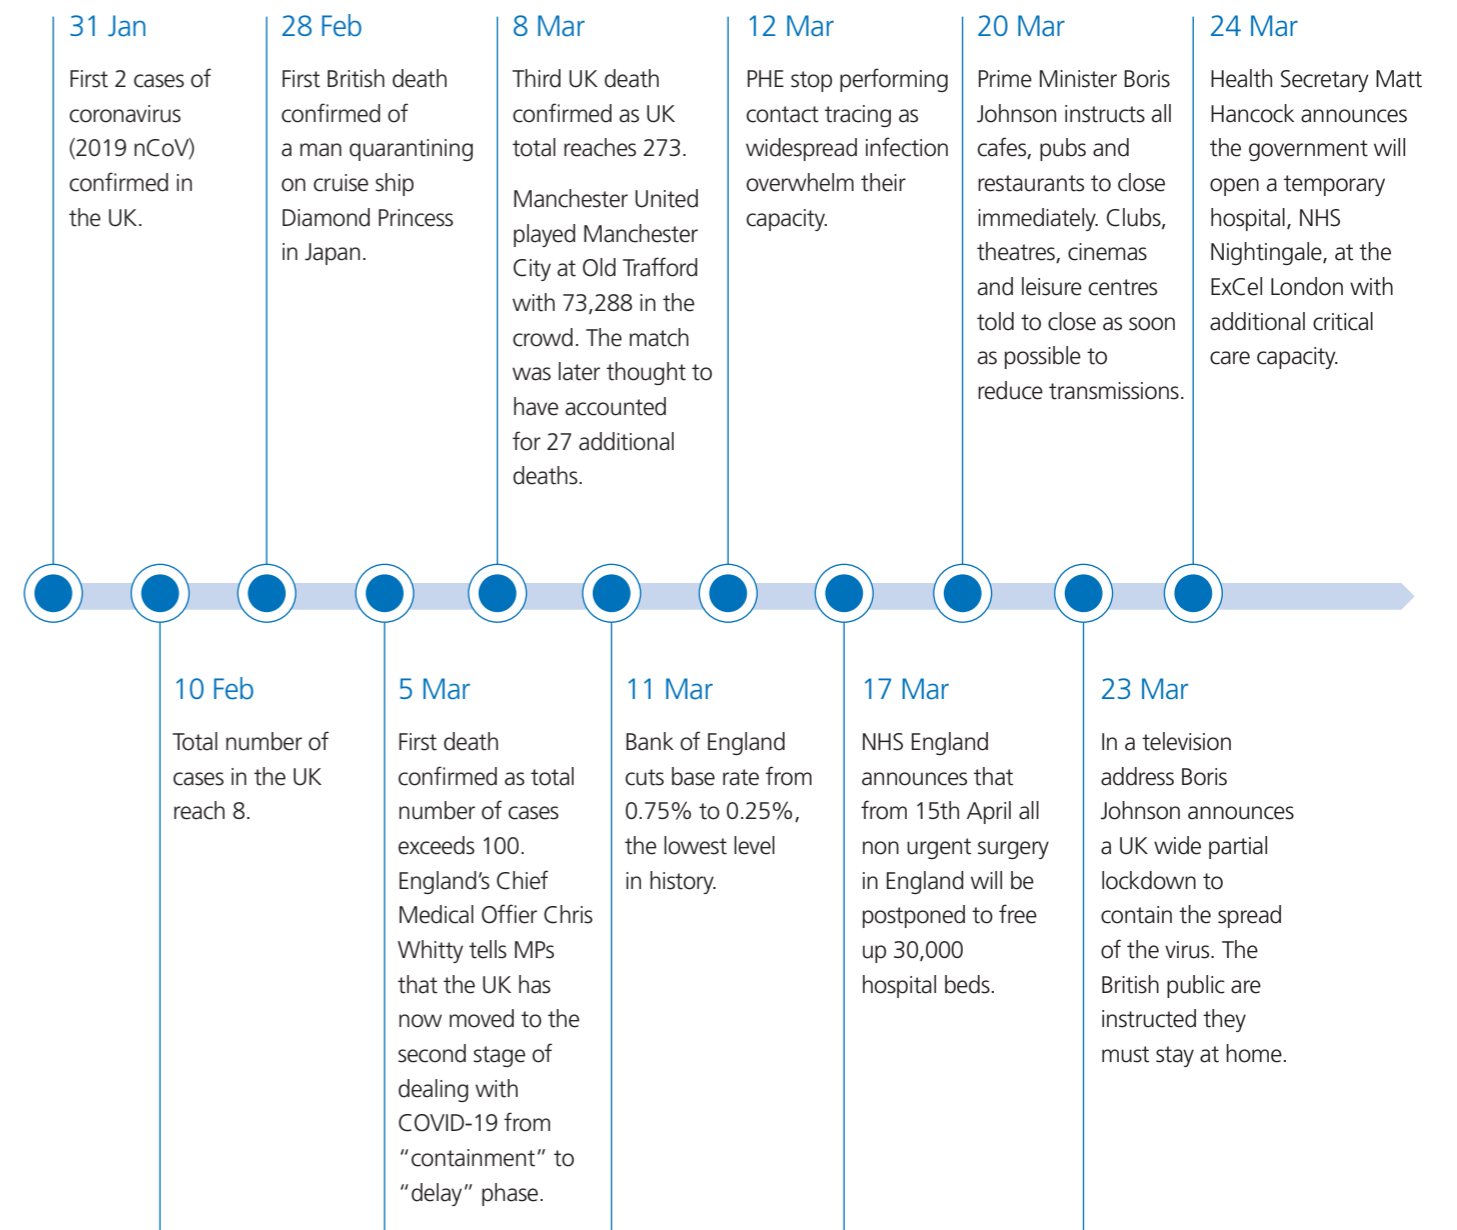 31 Jan
First 2 cases of
coronavirus
(2019 nCoV)
confirmed in
the UK.
28 Feb
First British death
confirmed of
a man quarantining
on cruise ship
Diamond Princess
in Japan.
8 Mar
Third UK death
confirmed as UK
total reaches 273.
Manchester United
played Manchester
City at Old Trafford
with 73,288 in the
crowd. The match
was later thought to
have accounted
for 27 additional
deaths.
12 Mar
PHE stop performing
contact tracing as
widespread infection
overwhelm their
capacity.
20 Mar
Prime Minister Boris
Johnson instructs all
cafes, pubs and
restaurants to close
immediately. Clubs,
theatres, cinemas
and leisure centres
told to close as soon
as possible to
reduce transmissions.
24 Mar
Health Secretary Matt
Hancock announces
the government will
open a temporary
hospital, NHS
Nightingale, at the
ExCel London with
additional critical
care capacity.
10 Feb
Total number of
cases in the UK
reach 8.
5 Mar
First death
confirmed as total
number of cases
exceeds 100.
England’s Chief
Medical Offier Chris
Whitty tells MPs
that the UK has
now moved to the
second stage of
dealing with
COVID-19 from
“containment” to
“delay” phase.
11 Mar
Bank of England
cuts base rate from
0.75% to 0.25%,
the lowest level
in history.
17 Mar
NHS England
announces that
from 15th April all
non urgent surgery
in England will be
postponed to free
up 30,000
hospital beds.
23 Mar
In a television
address Boris
Johnson announces
a UK wide partial
lockdown to
contain the spread
of the virus. The
British public are
instructed they
must stay at home.